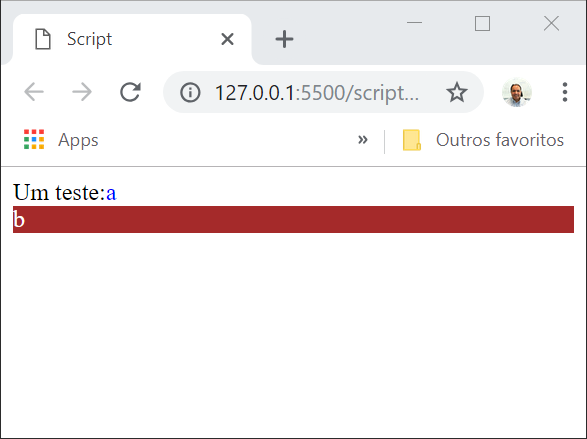 Script
127.0.0.1:5500/script...
Apps
»
Outros favoritos
Um teste:a
b